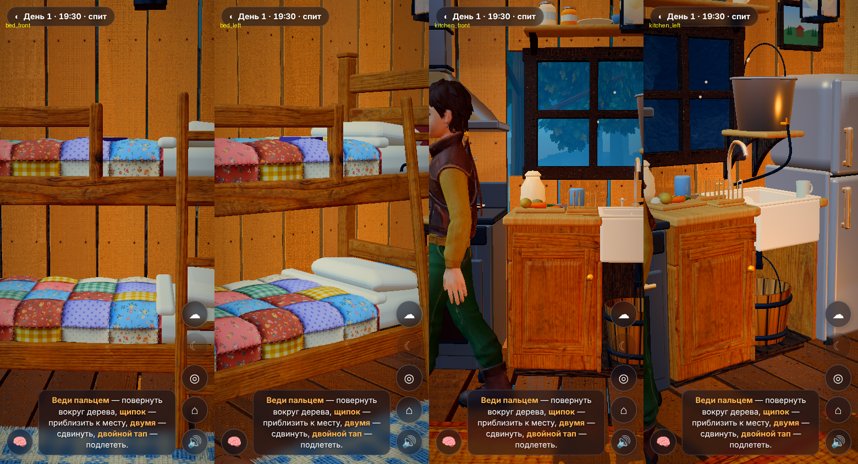 День 1 · 19:30 · спит
bed_front
Веди пальцем — повернуть
вокруг дерева, щипок —
приблизить к месту, двумя —
сдвинуть, двойной тап —
подлететь.
День 1 · 19:30 · спит
bed_left
Веди пальцем — повернуть
вокруг дерева, щипок —
приблизить к месту, двумя —
сдвинуть, двойной тап —
подлететь.
День 1 · 19:30 · спит
kitchen_front
Веди пальцем — повернуть
вокруг дерева, щипок —
приблизить к месту, двумя —
сдвинуть, двойной тап —
подлететь.
День 1 · 19:30 · спит
kitchen_left
Веди пальцем — повернуть
вокруг дерева, щипок —
приблизить к месту, двумя —
сдвинуть, двойной тап —
подлететь.